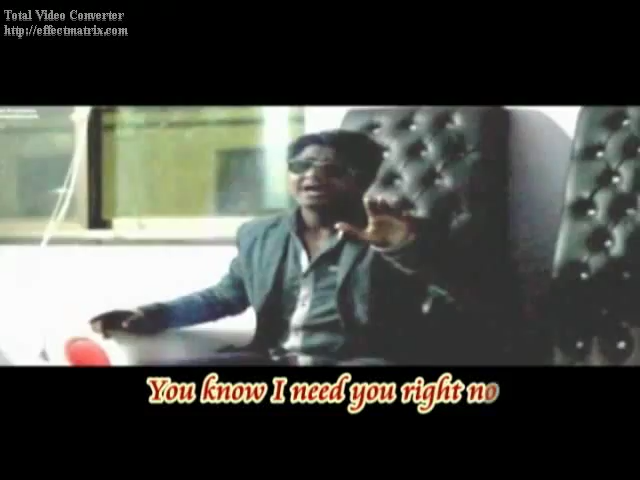 Total Video Converter
http://effectmatrix.com
You know I need you right no